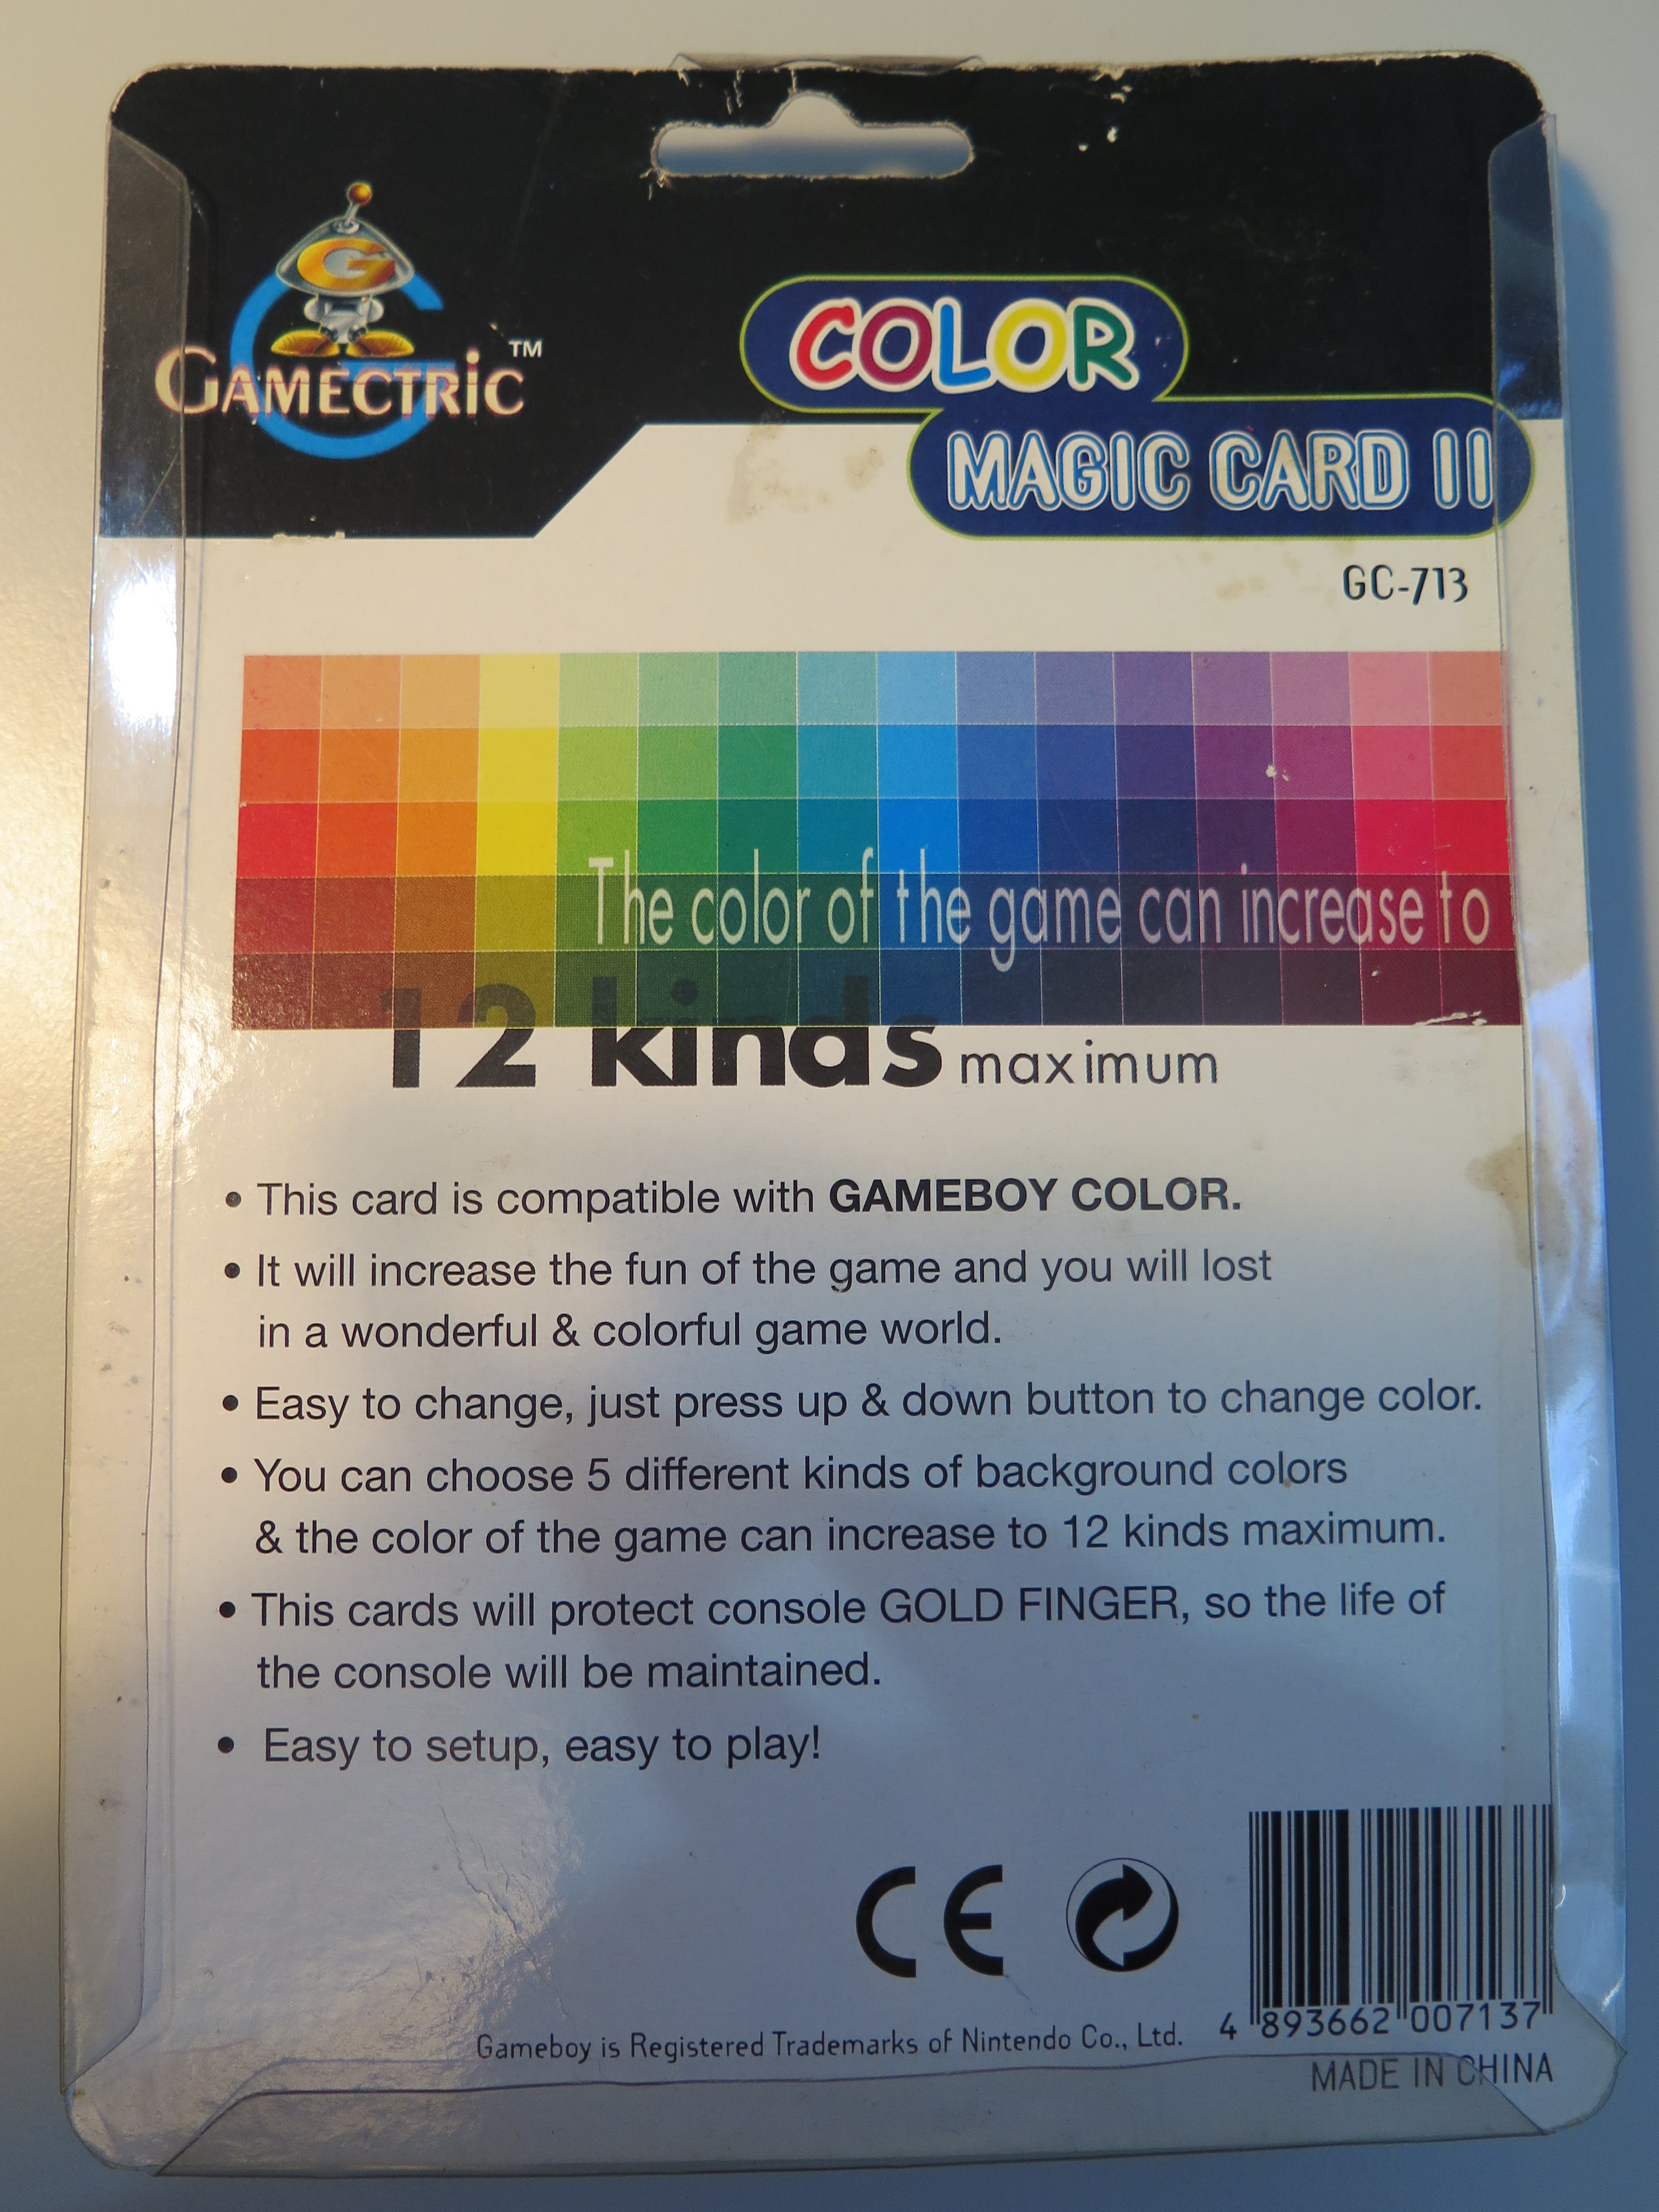 G
GAMECTRIC™
COLOR
MAGIC CARD II
GC-713
The color of the game can increase to
12 kinds maximum
• This card is compatible with GAMEBOY COLOR.
• It will increase the fun of the game and you will lost
in a wonderful & colorful game world.
• Easy to change, just press up & down button to change color.
• You can choose 5 different kinds of background colors
& the color of the game can increase to 12 kinds maximum.
• This cards will protect console GOLD FINGER, so the life of
the console will be maintained.
• Easy to setup, easy to play!
CE
Gameboy is Registered Trademarks of Nintendo Co., Ltd.
4 893662 007137
MADE IN CHINA